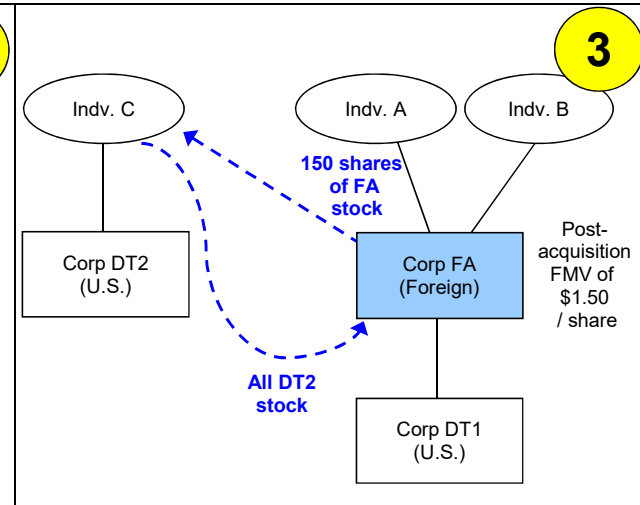 3
Indv. C
Indv. A
Indv. B
150 shares
of FA
stock
Corp DT2
(U.S.)
Corp FA
(Foreign)
Post-
acquisition
FMV of
$1.50
/ share
All DT2
stock
Corp DT1
(U.S.)